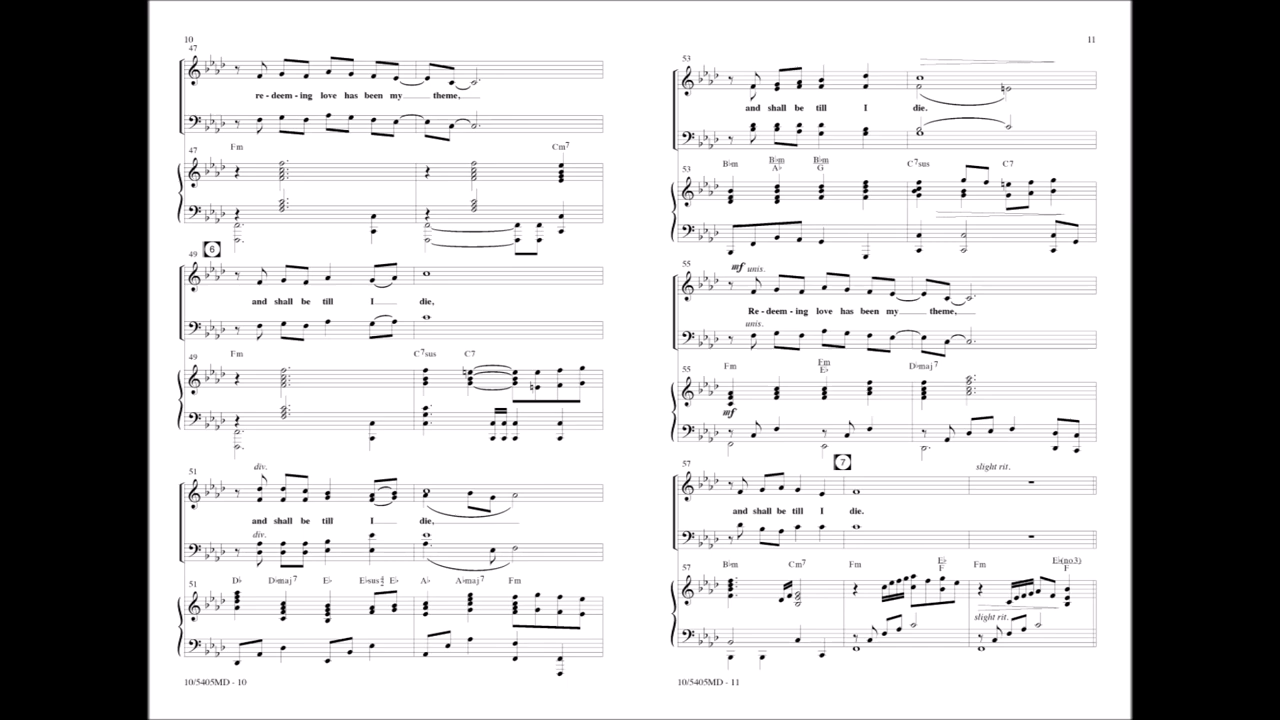 10
47
re - deem - ing love has been my theme,
Fm Cm7
47
6
49
and shall be till I die,
Fm C7sus C7
49
div.
51
and shall be till I die,
div.
D♭ D♭maj7 E♭ E♭sus4/2 E♭ A♭ A♭maj7 Fm
51
10/5405MD - 10
11
53
and shall be till I die.
B♭m B♭m/A♭ B♭m/G C7sus C7
53
mf unis.
55
Re - deem - ing love has been my theme,
unis.
Fm Fm/E♭ D♭maj7
55
mf
7
slight rit.
57
and shall be till I die.
B♭m Cm7 Fm E♭/F Fm E♭(no3)/F
57
slight rit.
10/5405MD - 11